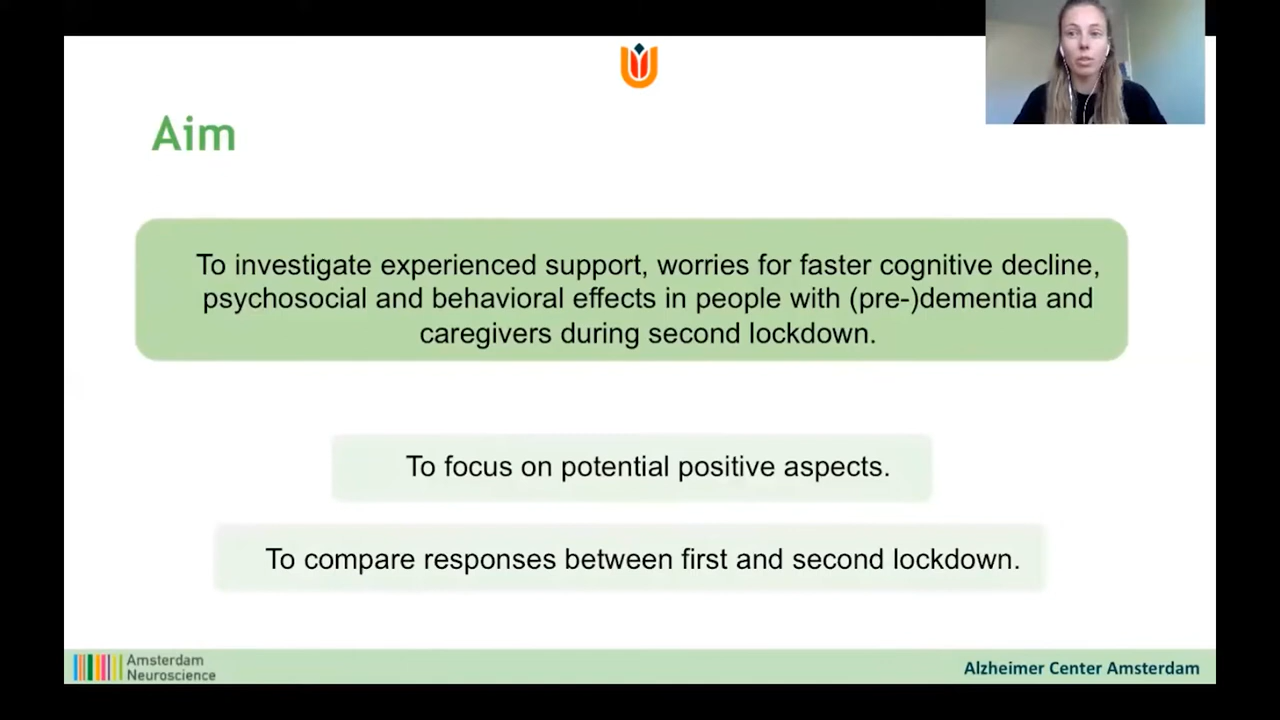 Aim
To investigate experienced support, worries for faster cognitive decline,
psychosocial and behavioral effects in people with (pre-)dementia and
caregivers during second lockdown.
To focus on potential positive aspects.
To compare responses between first and second lockdown.
Amsterdam
Neuroscience
Alzheimer Center Amsterdam